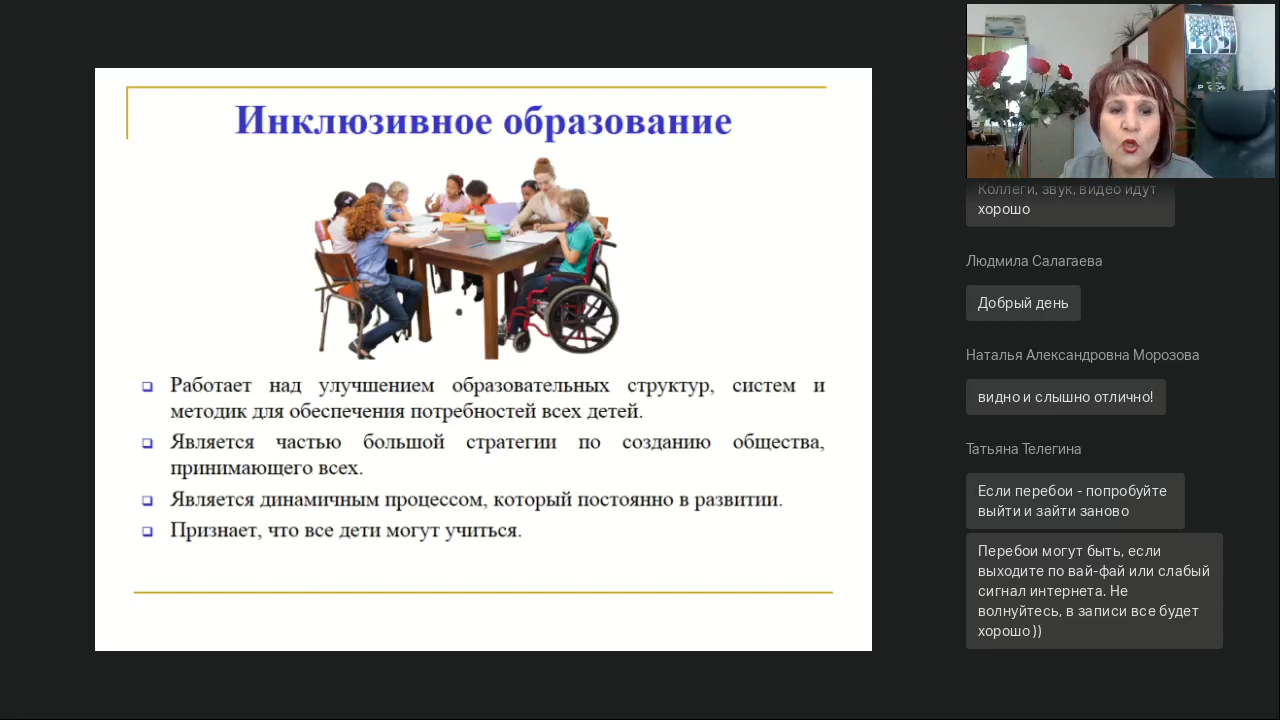 Инклюзивное образование
Работает над улучшением образовательных структур, систем и
методик для обеспечения потребностей всех детей.
Является частью большой стратегии по созданию общества,
принимающего всех.
Является динамичным процессом, который постоянно в развитии.
Признает, что все дети могут учиться.
Коллеги, звук, видео идут
хорошо
Людмила Салагаева
Добрый день
Наталья Александровна Морозова
видно и слышно отлично!
Татьяна Телегина
Если перебои - попробуйте
выйти и зайти заново
Перебои могут быть, если
выходите по вай-фай или слабый
сигнал интернета. Не
волнуйтесь, в записи все будет
хорошо ))